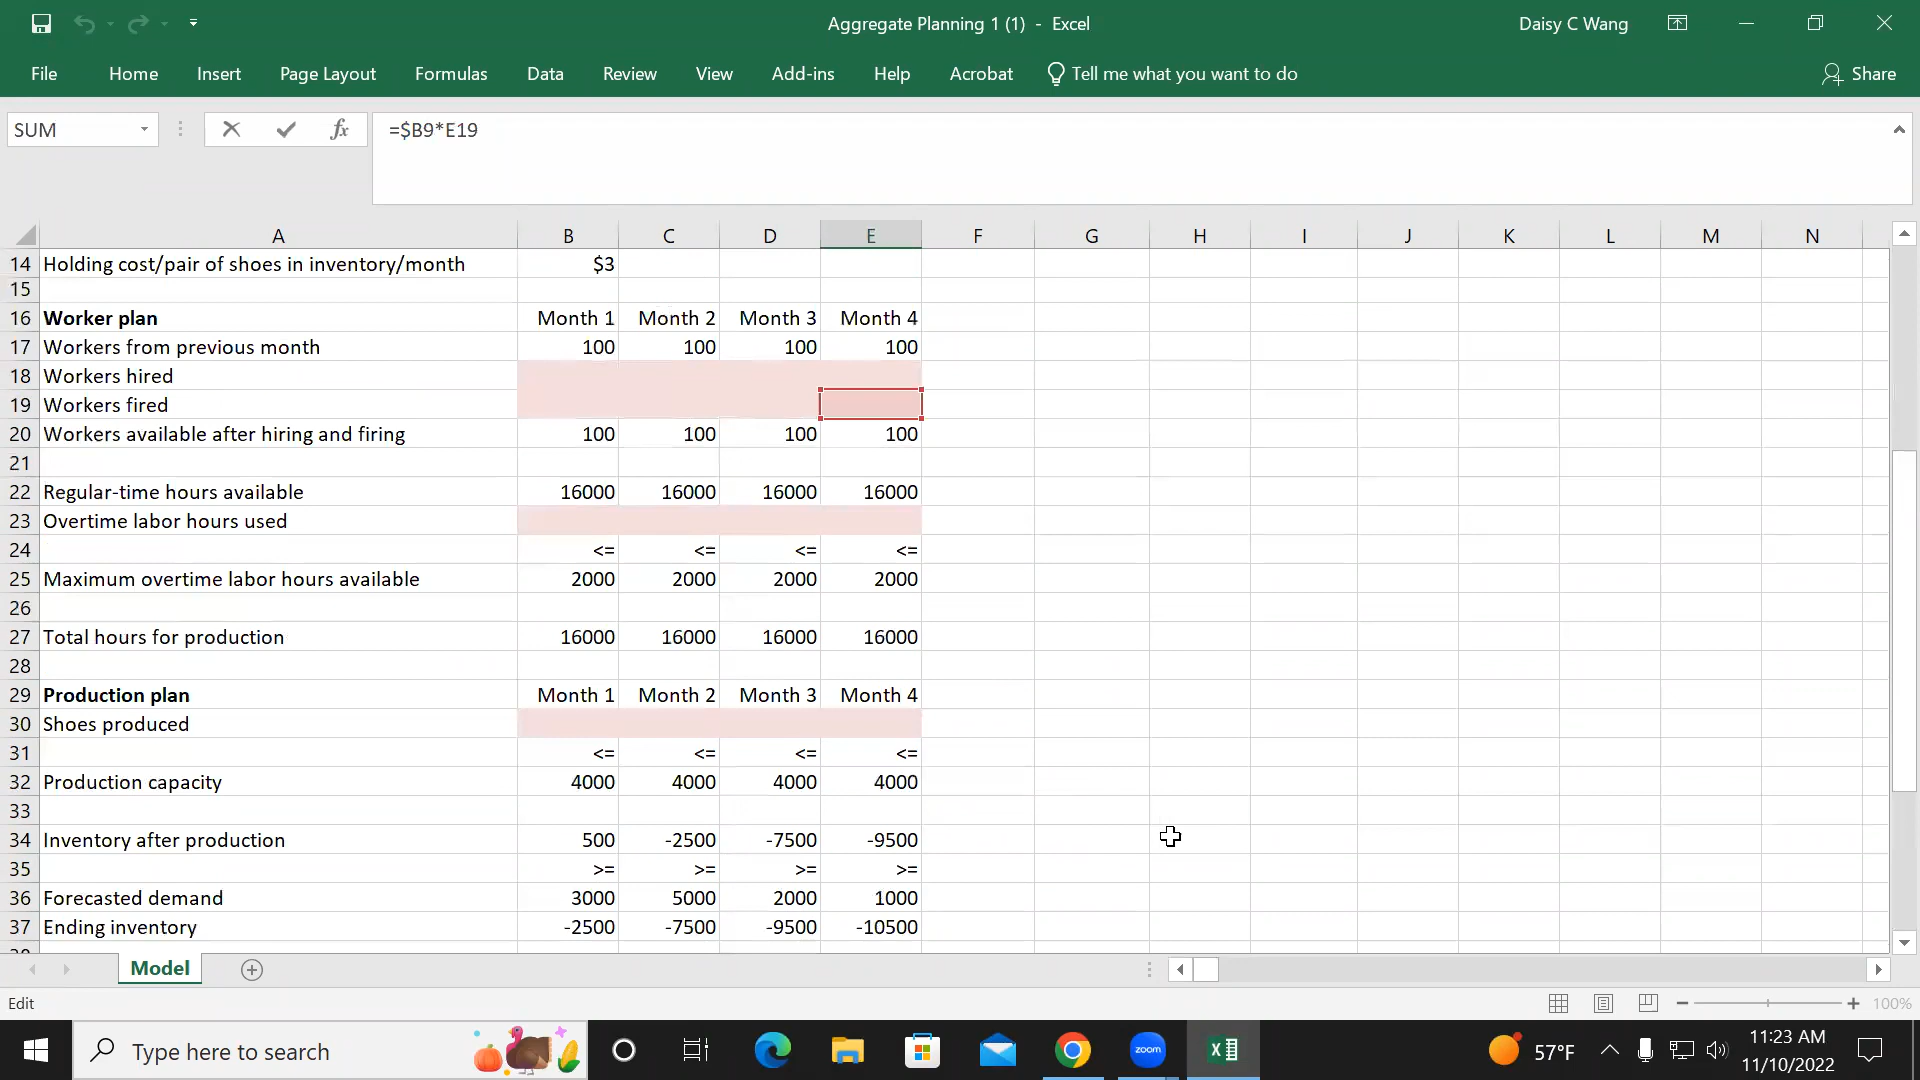 Aggregate Planning 1 (1) - Excel
Daisy C Wang
File Home Insert Page Layout Formulas Data Review View Add-ins Help Acrobat Tell me what you want to do Share
SUM fx =$B9*E19
A B C D E F G H I J K L M N
14 Holding cost/pair of shoes in inventory/month $3
15
16 Worker plan Month 1 Month 2 Month 3 Month 4
17 Workers from previous month 100 100 100 100
18 Workers hired
19 Workers fired
20 Workers available after hiring and firing 100 100 100 100
21
22 Regular-time hours available 16000 16000 16000 16000
23 Overtime labor hours used
24 <= <= <= <=
25 Maximum overtime labor hours available 2000 2000 2000 2000
26
27 Total hours for production 16000 16000 16000 16000
28
29 Production plan Month 1 Month 2 Month 3 Month 4
30 Shoes produced
31 <= <= <= <=
32 Production capacity 4000 4000 4000 4000
33
34 Inventory after production 500 -2500 -7500 -9500
35 >= >= >= >=
36 Forecasted demand 3000 5000 2000 1000
37 Ending inventory -2500 -7500 -9500 -10500
Model
Edit 100%
Type here to search
zoom
57°F
11:23 AM
11/10/2022